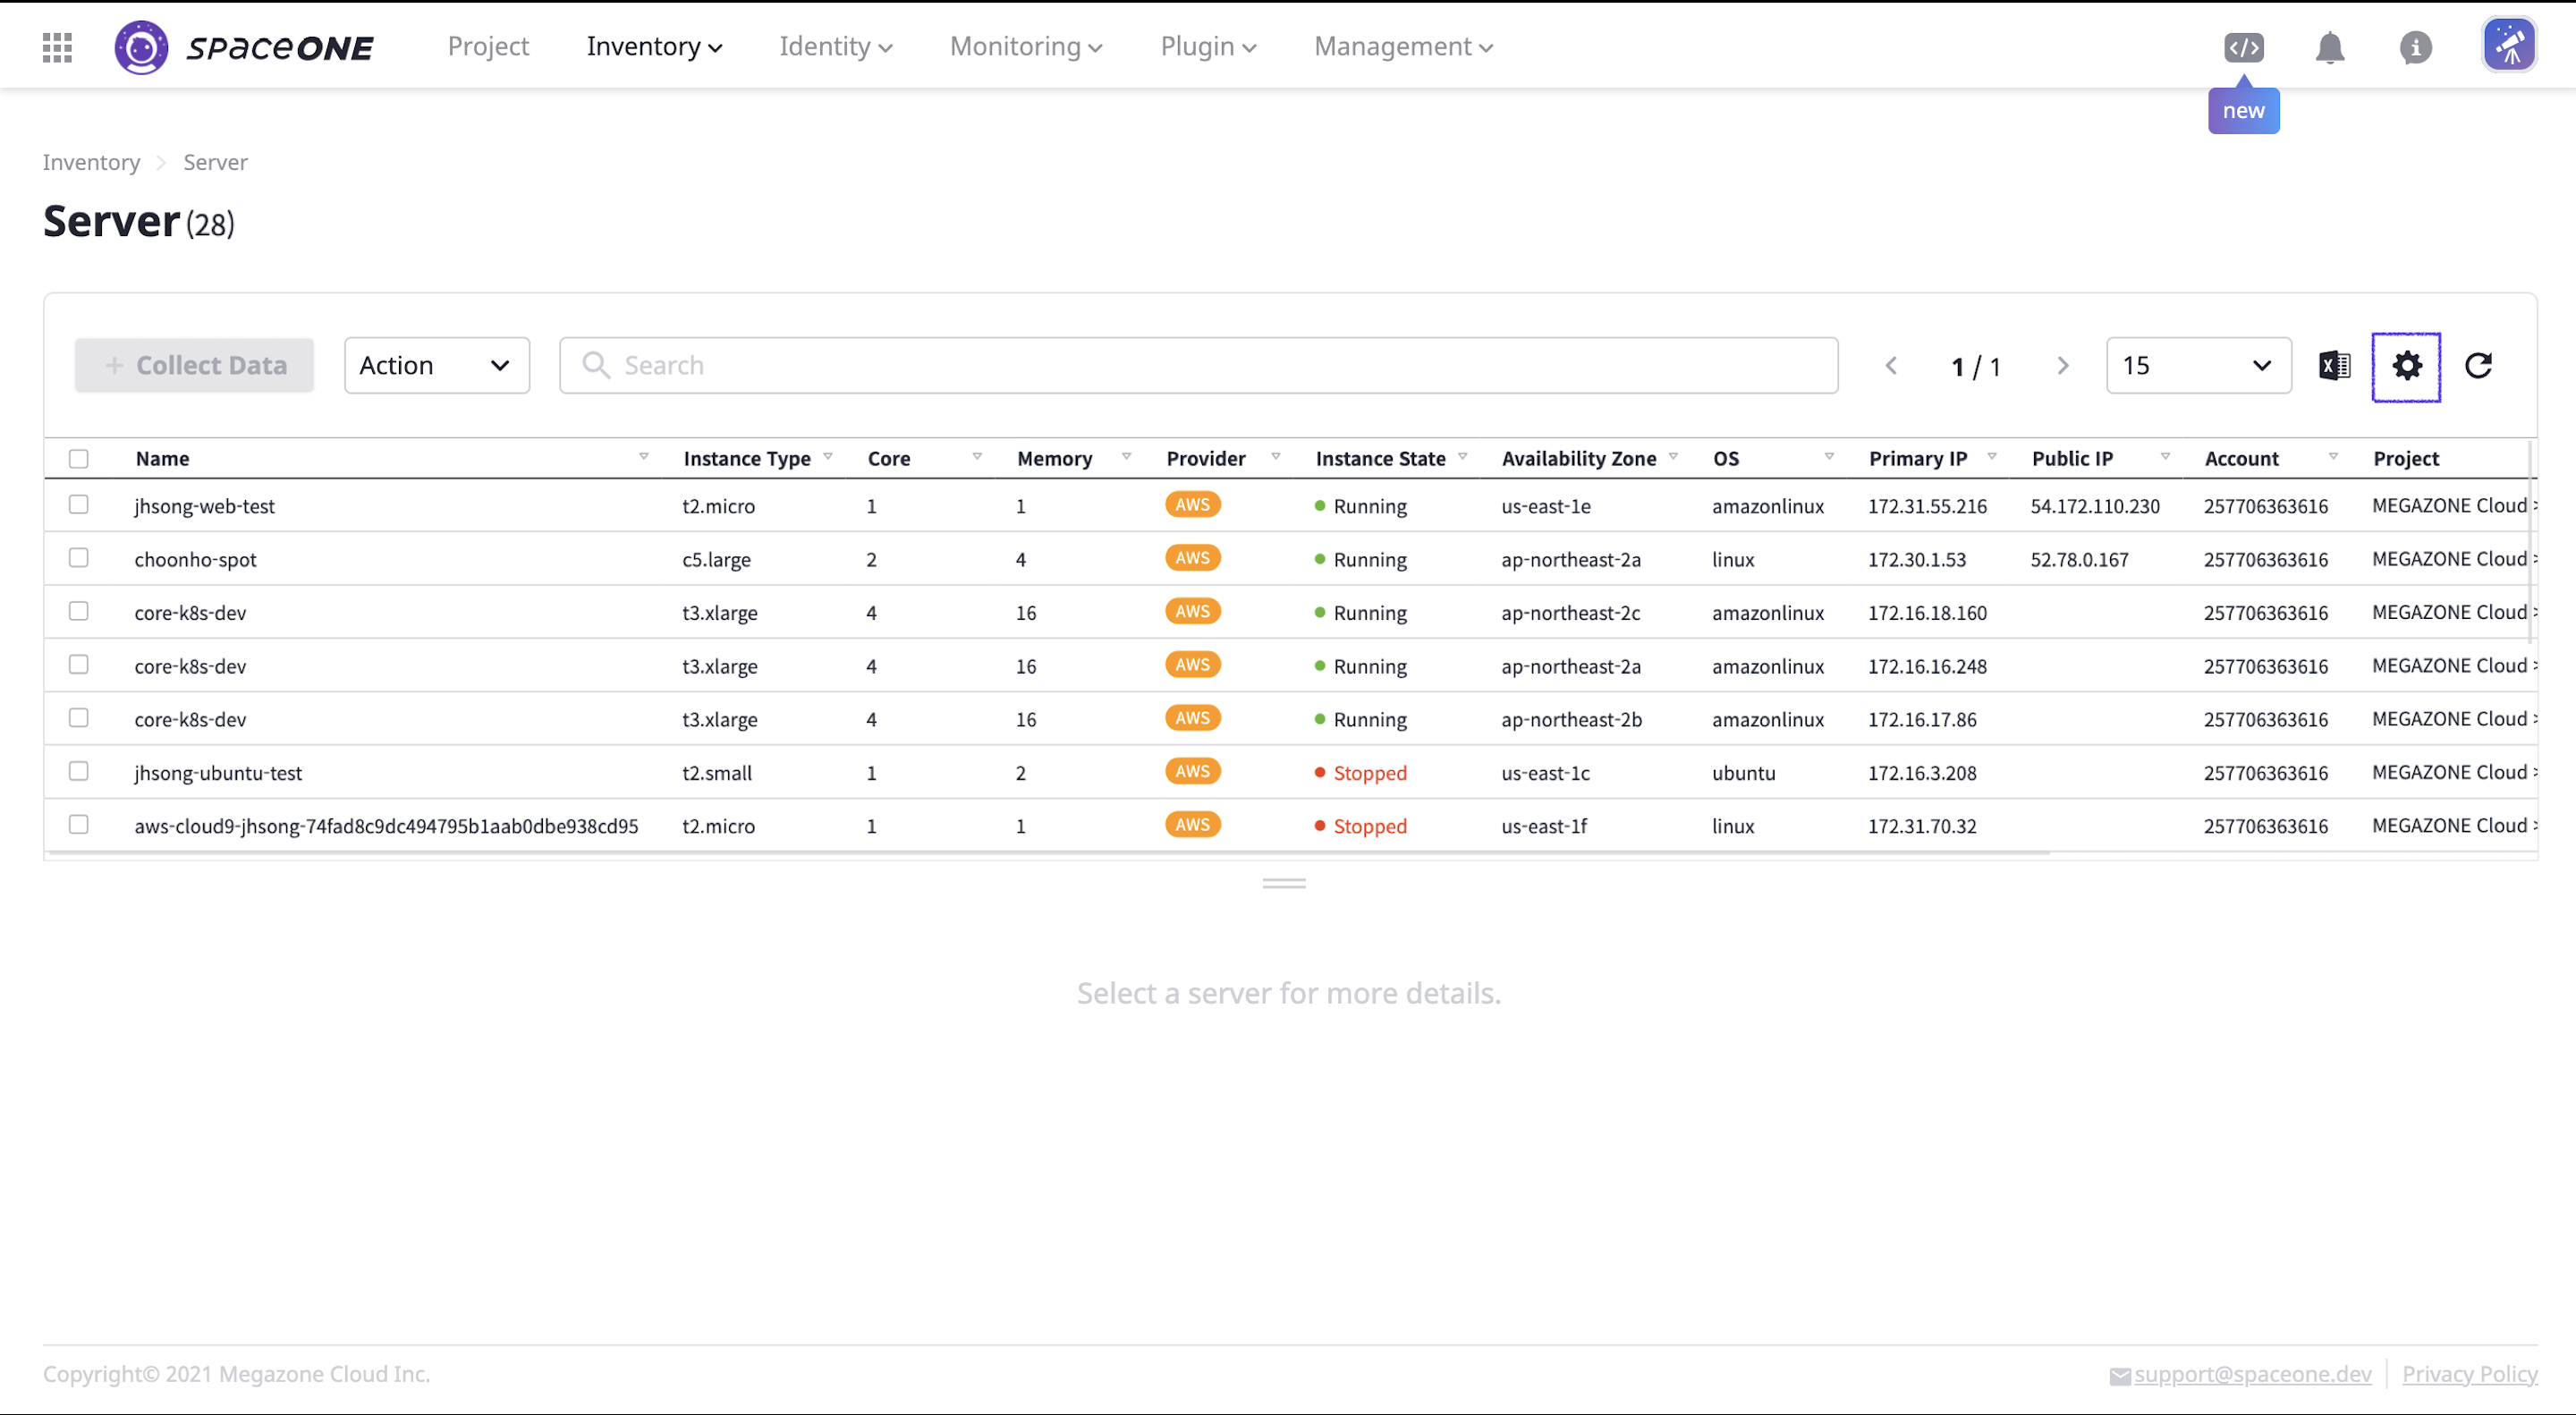 spaceONE Project Inventory Identity Monitoring Plugin Management
new
Inventory > Server
Server (28)
+ Collect Data Action Search 1 / 1 15
Name Instance Type Core Memory Provider Instance State Availability Zone OS Primary IP Public IP Account Project
jhsong-web-test t2.micro 1 1 AWS Running us-east-1e amazonlinux 172.31.55.216 54.172.110.230 257706363616 MEGAZONE Cloud >
choonho-spot c5.large 2 4 AWS Running ap-northeast-2a linux 172.30.1.53 52.78.0.167 257706363616 MEGAZONE Cloud >
core-k8s-dev t3.xlarge 4 16 AWS Running ap-northeast-2c amazonlinux 172.16.18.160 257706363616 MEGAZONE Cloud >
core-k8s-dev t3.xlarge 4 16 AWS Running ap-northeast-2a amazonlinux 172.16.16.248 257706363616 MEGAZONE Cloud >
core-k8s-dev t3.xlarge 4 16 AWS Running ap-northeast-2b amazonlinux 172.16.17.86 257706363616 MEGAZONE Cloud >
jhsong-ubuntu-test t2.small 1 2 AWS Stopped us-east-1c ubuntu 172.16.3.208 257706363616 MEGAZONE Cloud >
aws-cloud9-jhsong-74fad8c9dc494795b1aab0dbe938cd95 t2.micro 1 1 AWS Stopped us-east-1f linux 172.31.70.32 257706363616 MEGAZONE Cloud >
Select a server for more details.
Copyright© 2021 Megazone Cloud Inc. support@spaceone.dev Privacy Policy